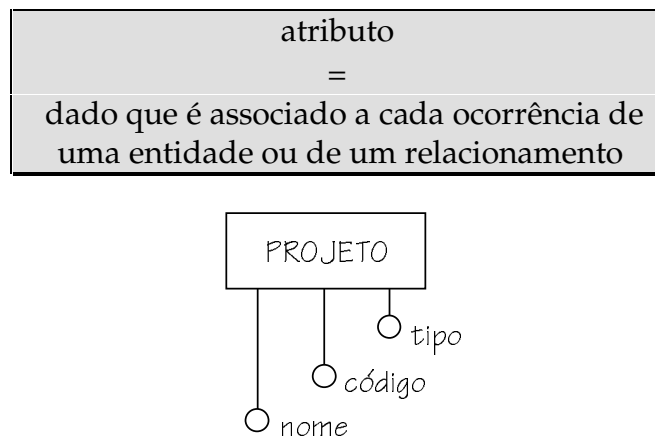 atributo
=
dado que é associado a cada ocorrência de
uma entidade ou de um relacionamento
PROJETO
tipo
código
nome